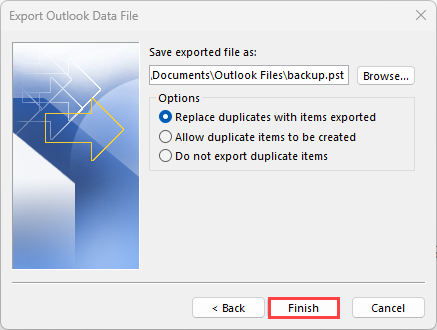 Export Outlook Data File
Save exported file as:
.Documents\Outlook Files\backup.pst
Browse...
Options
Replace duplicates with items exported
Allow duplicate items to be created
Do not export duplicate items
< Back
Finish
Cancel